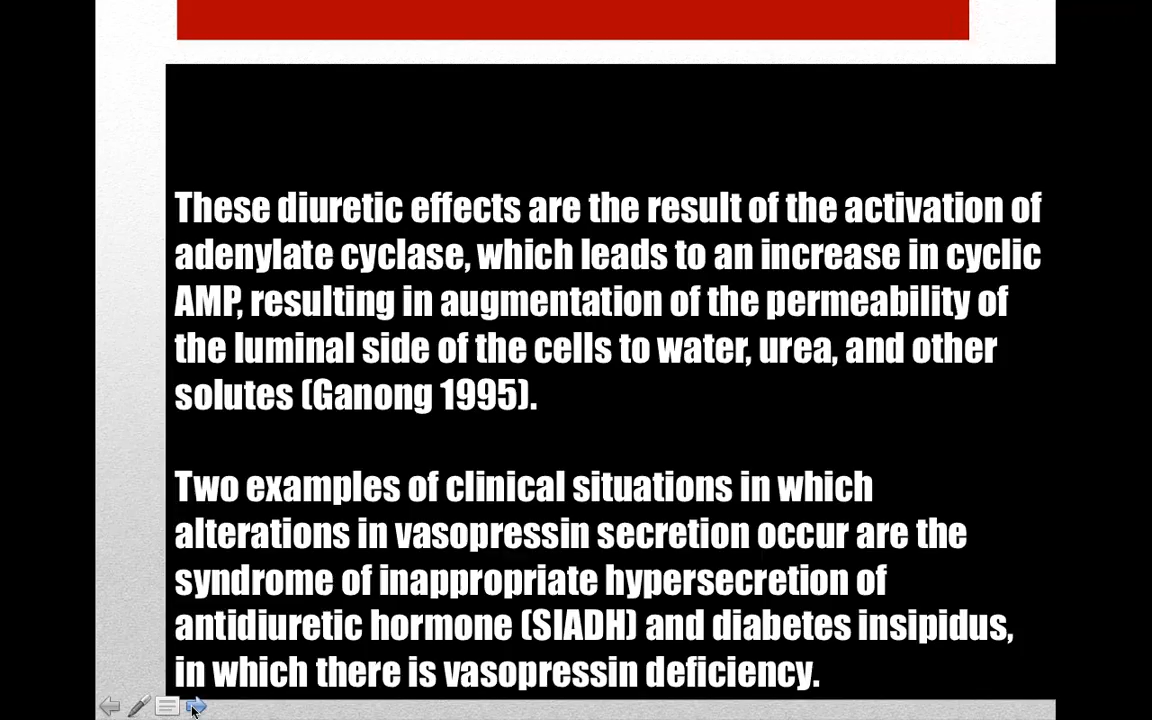 These diuretic effects are the result of the activation of
adenylate cyclase, which leads to an increase in cyclic
AMP, resulting in augmentation of the permeability of
the luminal side of the cells to water, urea, and other
solutes (Ganong 1995).
Two examples of clinical situations in which
alterations in vasopressin secretion occur are the
syndrome of inappropriate hypersecretion of
antidiuretic hormone (SIADH) and diabetes insipidus,
in which there is vasopressin deficiency.